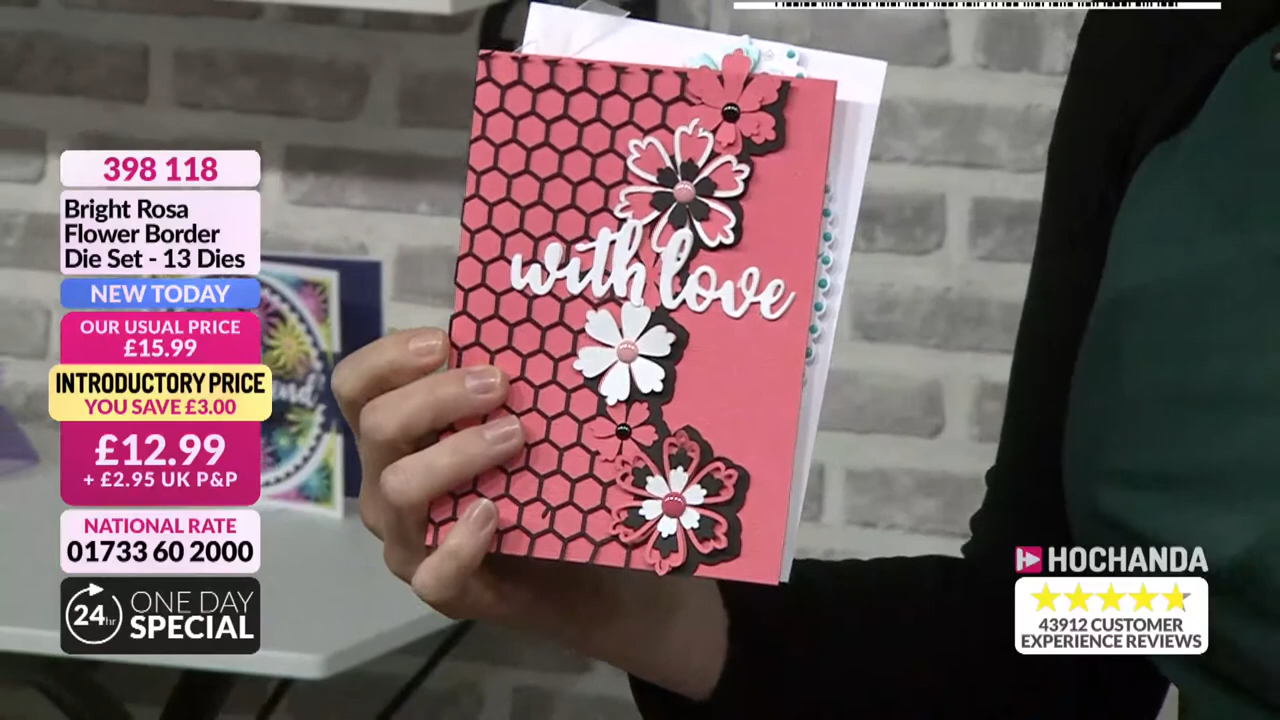 398 118
Bright Rosa
Flower Border
Die Set - 13 Dies
NEW TODAY
OUR USUAL PRICE
£15.99
INTRODUCTORY PRICE
YOU SAVE £3.00
£12.99
+ £2.95 UK P&P
NATIONAL RATE
01733 60 2000
24hr
ONE DAY
SPECIAL
with love
HOCHANDA
43912 CUSTOMER
EXPERIENCE REVIEWS